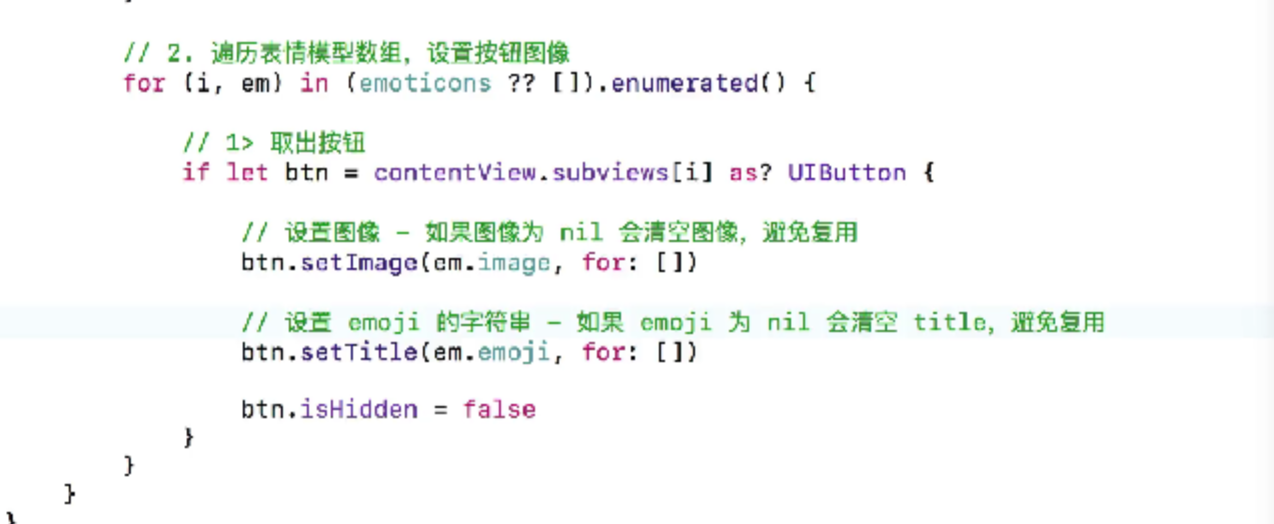 // 2. 遍历表情模型数组，设置按钮图像
for (i, em) in (emoticons ?? []).enumerated() {
// 1> 取出按钮
if let btn = contentView.subviews[i] as? UIButton {
// 设置图像 - 如果图像为 nil 会清空图像，避免复用
btn.setImage(em.image, for: [])
// 设置 emoji 的字符串 - 如果 emoji 为 nil 会清空 title，避免复用
btn.setTitle(em.emoji, for: [])
btn.isHidden = false
}
}
}
}